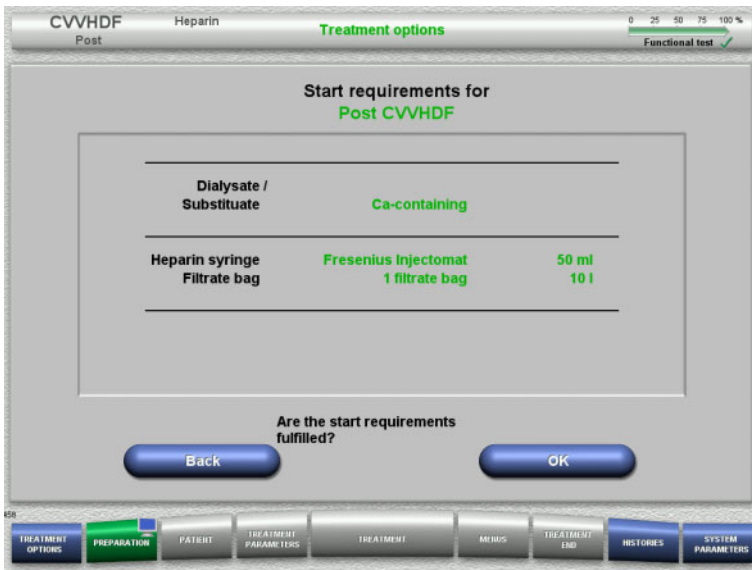 CVVHDF
Post
Heparin
Treatment options
0 25 50 75 100 %
Functional test
Start requirements for
Post CVVHDF
Dialysate /
Substituate Ca-containing
Heparin syringe Fresenius Injectomat 50 ml
Filtrate bag 1 filtrate bag 10 l
Are the start requirements
fulfilled?
Back OK
458
TREATMENT
OPTIONS
PREPARATION
PATIENT
TREATMENT
PARAMETERS
TREATMENT
MENUS
TREATMENT
END
HISTORIES
SYSTEM
PARAMETERS